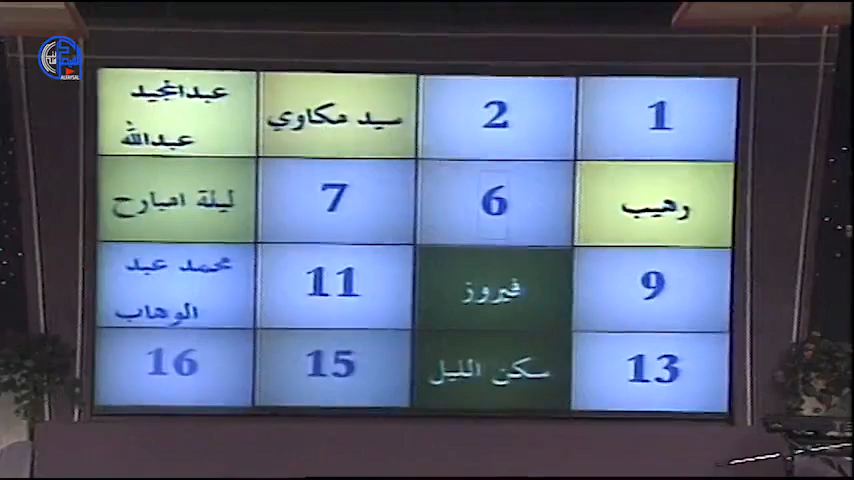 ALFAYSAL
1
2
سيد مكاوي
عبدالمجيد
عبدالله
رهيب
6
7
ليلة امبارح
9
فيروز
11
محمد عبد
الوهاب
13
سكن الليل
15
16